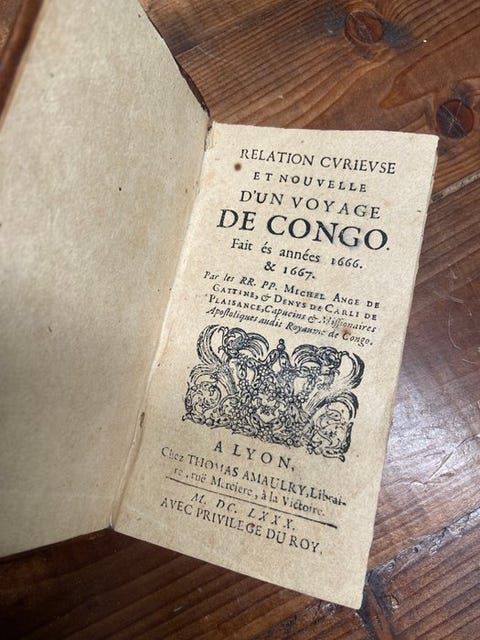 RELATION CVRIEVSE
ET NOUVELLE
D'UN VOYAGE
DE CONGO.
Fait és années 1666.
& 1667.
Par les RR. PP. MICHEL ANGE DE
GATTINE, & DENYS DE CARLI DE
PLAISANCE, Capucins & Missionaires
Apostoliques audit Royaume de Congo.
A LYON,
Chez THOMAS AMAULRY, Librai-
re, ruë Merciere, à la Victoire.
M. DC. LXXX.
AVEC PRIVILEGE DU ROY.